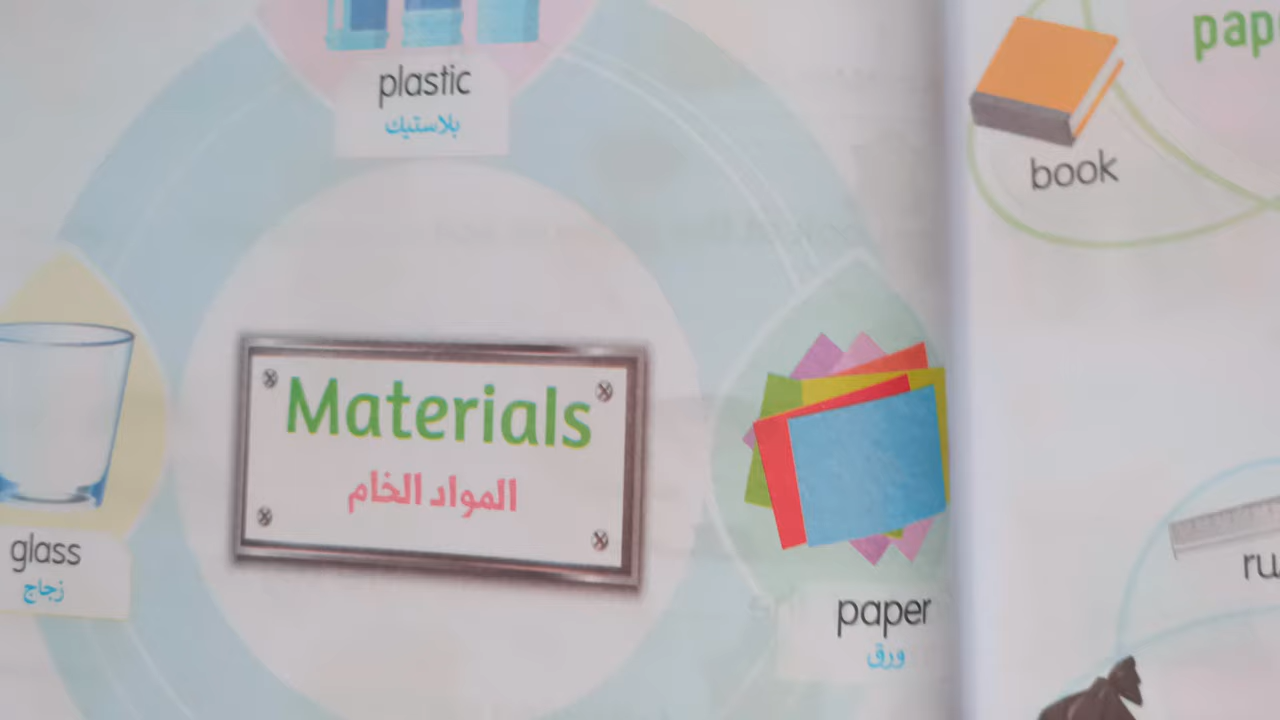 plastic
بلاستيك
Materials
المواد الخام
glass
زجاج
paper
ورق
book